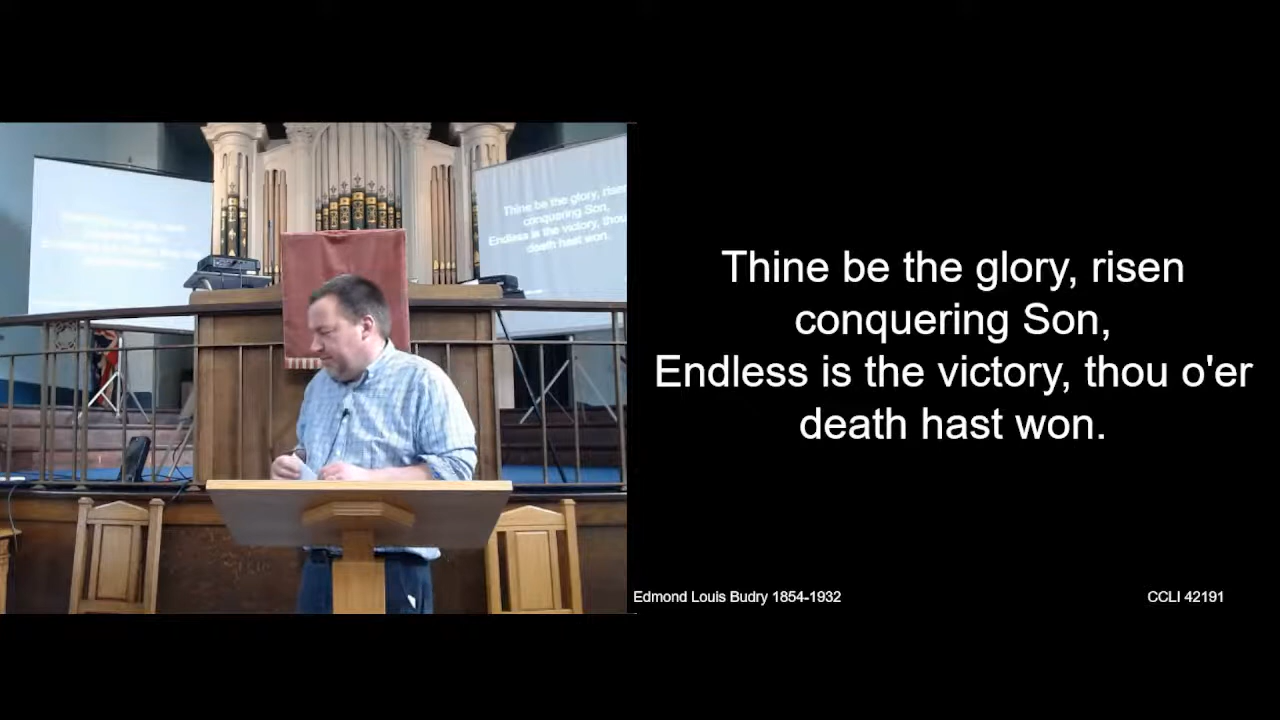 Thine be the glory, risen
conquering Son,
Endless is the victory, thou
death hast won.
Thine be the glory, risen
conquering Son,
Endless is the victory, thou o'er
death hast won.
Edmond Louis Budry 1854-1932
CCLI 42191